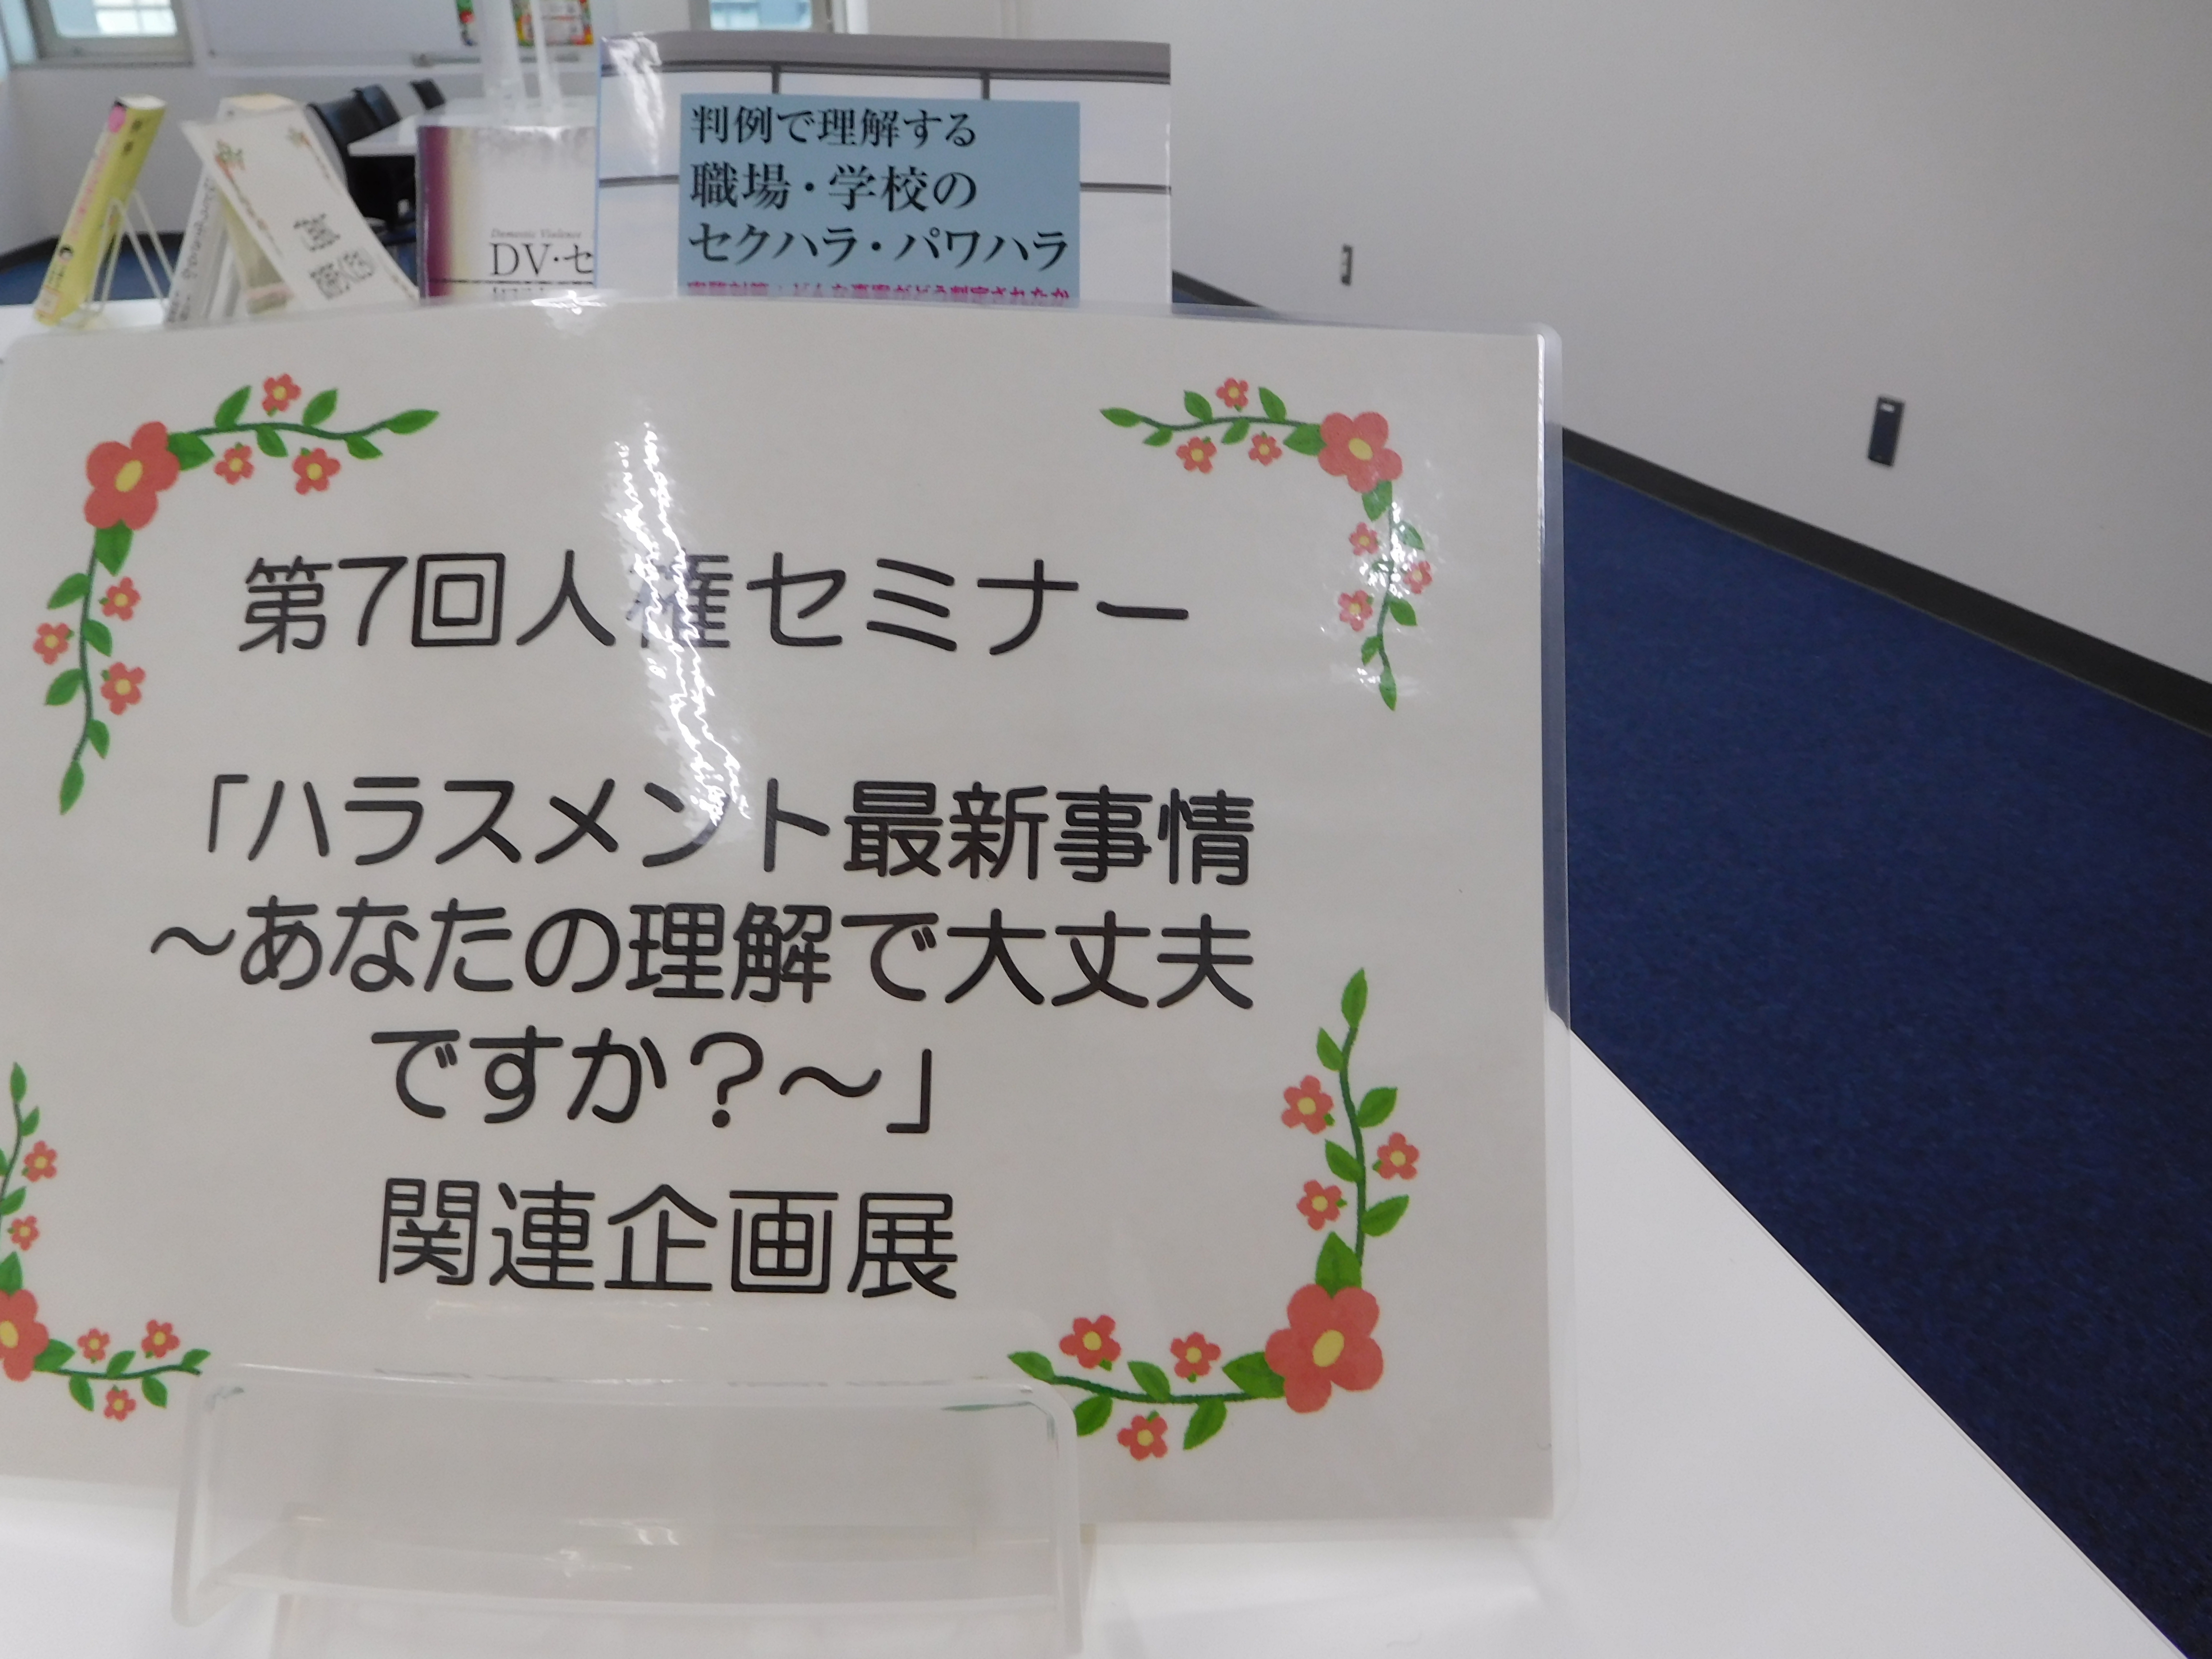 判例で理解する
職場・学校の
セクハラ・パワハラ
Domestic Violence
DV・セ
第7回人権セミナー
「ハラスメント最新事情
～あなたの理解で大丈夫
ですか？～」
関連企画展